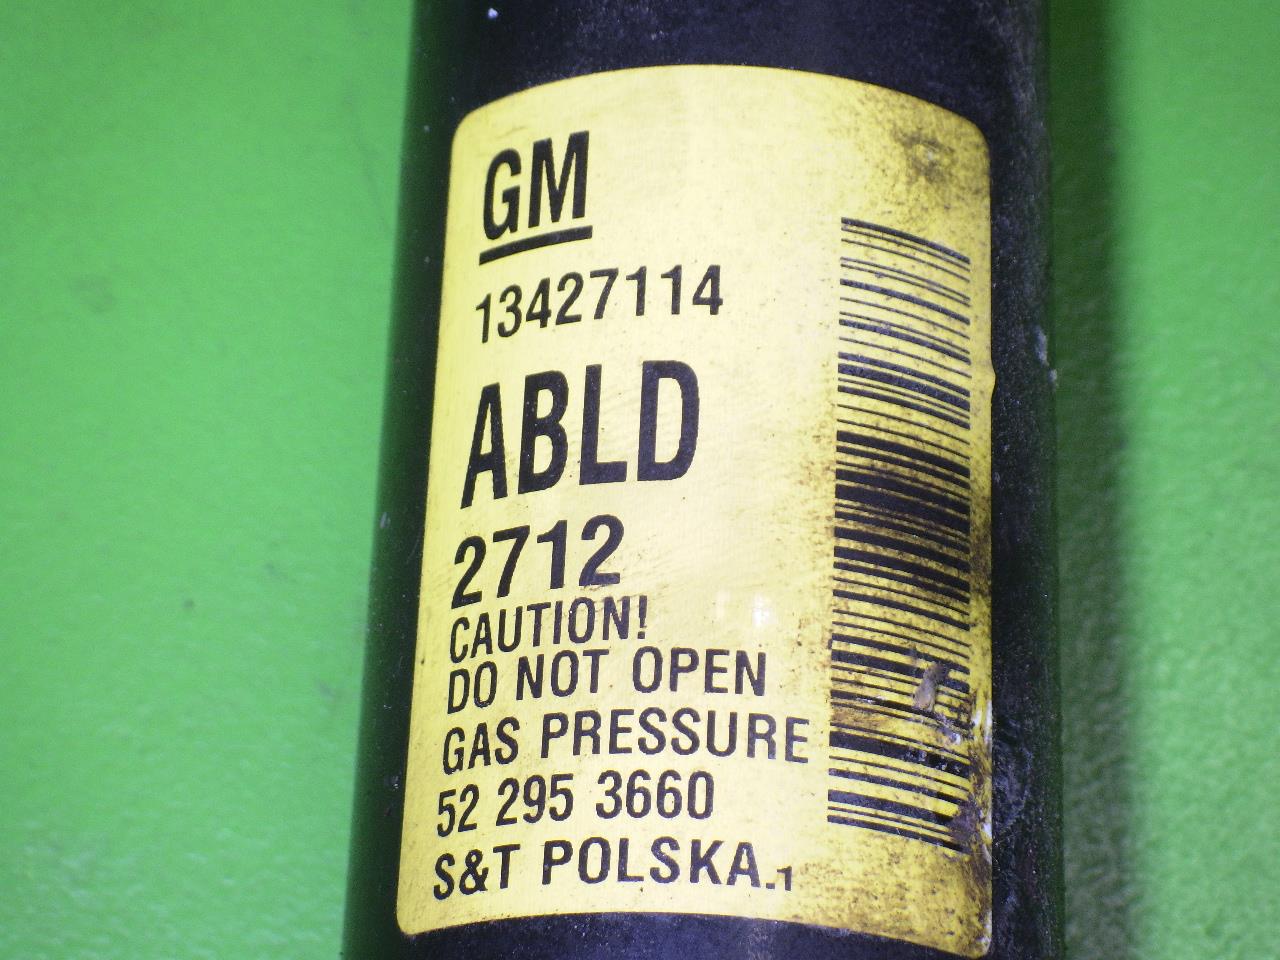 GM
13427114
ABLD
2712
CAUTION!
DO NOT OPEN
GAS PRESSURE
52 295 3660
S&T POLSKA.1